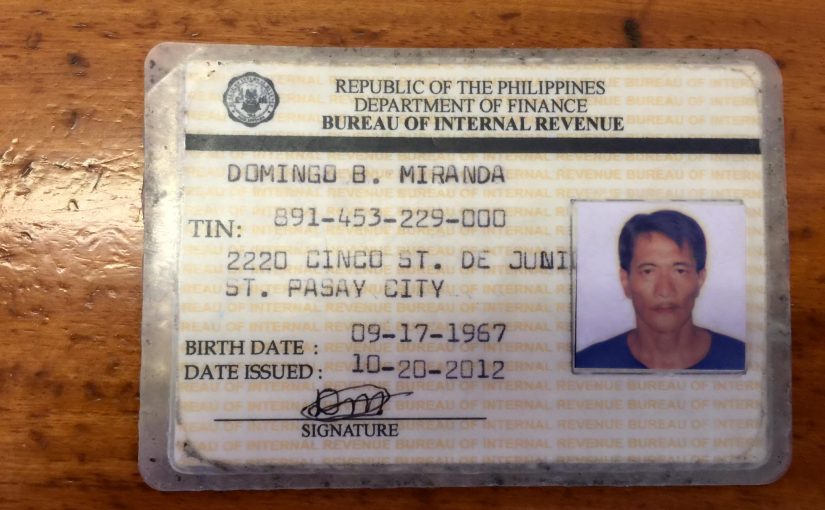 REPUBLIC OF THE PHILIPPINES
DEPARTMENT OF FINANCE
BUREAU OF INTERNAL REVENUE
DOMINGO B. MIRANDA
TIN: 891-453-229-000
2220 CINCO ST. DE JUNI
ST. PASAY CITY
BIRTH DATE : 09-17-1967
DATE ISSUED : 10-20-2012
SIGNATURE